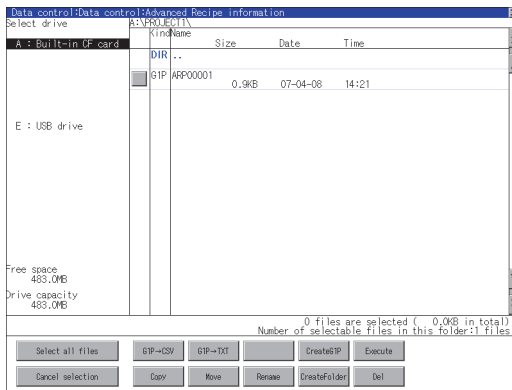 Data control:Data control:Advanced Recipe information
Select drive
A:\PROJECT1\
Kind Name
Size Date Time
A : Built-in CF card
DIR ..
G1P ARP00001
0.9KB 07-04-08 14:21
E : USB drive
Free space
483.0MB
Drive capacity
483.0MB
0 files are selected ( 0.0KB in total)
Number of selectable files in this folder:1 files
Select all files G1P→CSV G1P→TXT CreateG1P Execute
Cancel selection Copy Move Rename CreateFolder Del